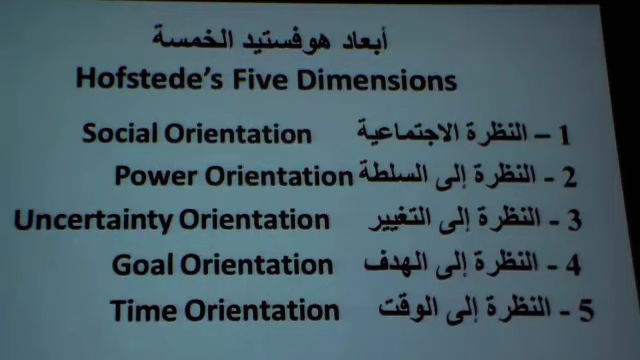 أبعاد هوفستيد الخمسة
Hofstede's Five Dimensions
1 – النظرة الاجتماعية Social Orientation
2 - النظرة إلى السلطة Power Orientation
3 - النظرة إلى التغيير Uncertainty Orientation
4 - النظرة إلى الهدف Goal Orientation
5 - النظرة إلى الوقت Time Orientation